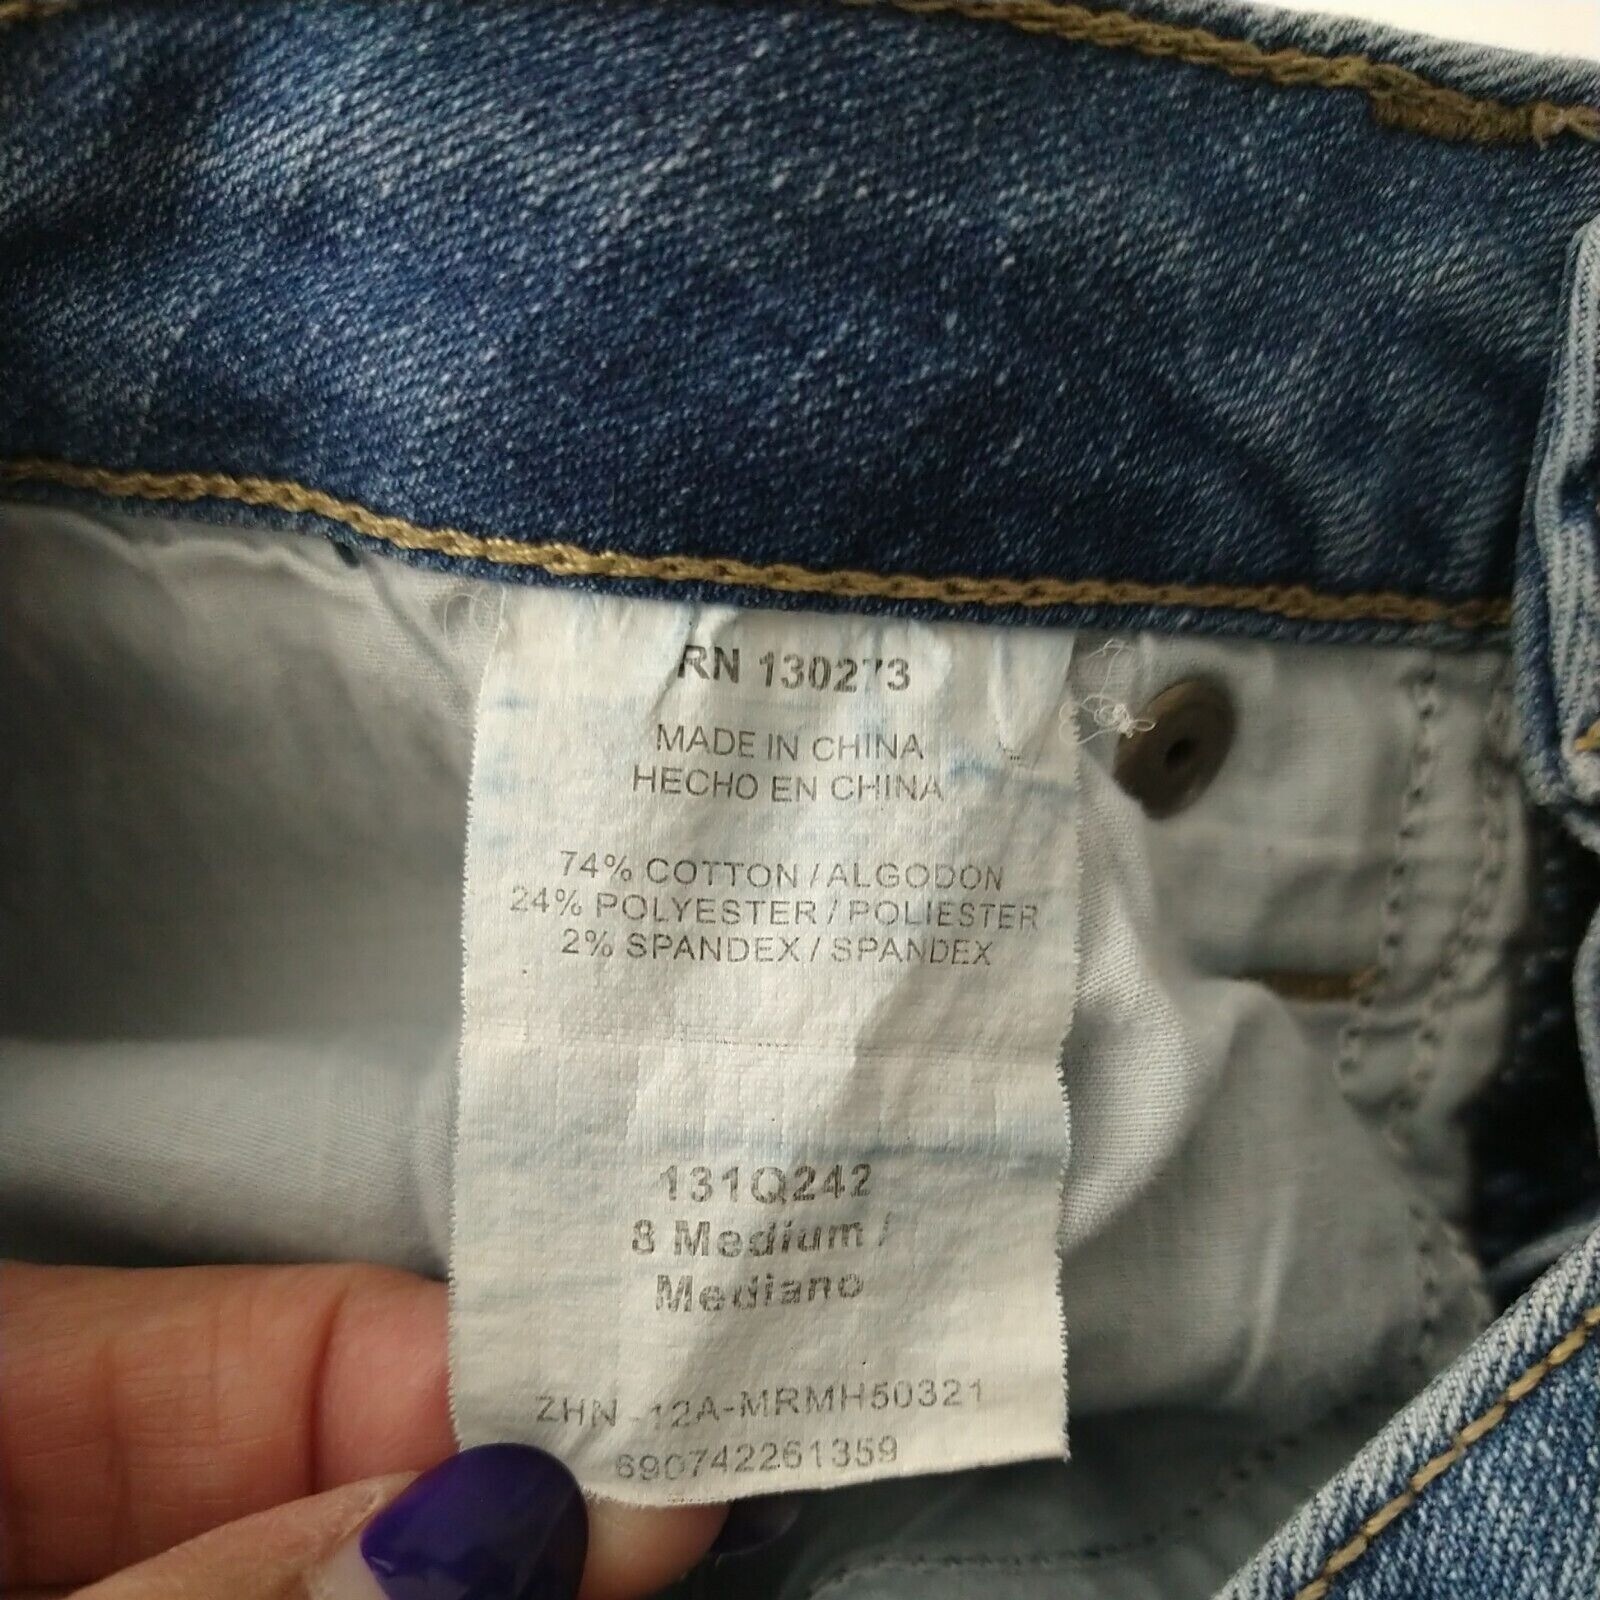 RN 130273
MADE IN CHINA
HECHO EN CHINA
74% COTTON / ALGODON
24% POLYESTER / POLIESTER
2% SPANDEX / SPANDEX
131Q242
8 Medium /
Mediano
ZHN-12A-MRMH50321
690742261359